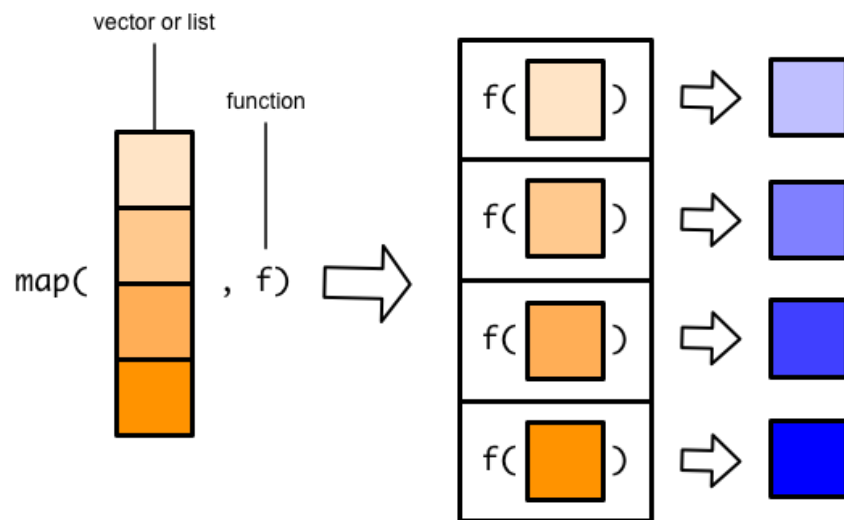 vector or list
function
map( , f)
f( )
f( )
f( )
f( )